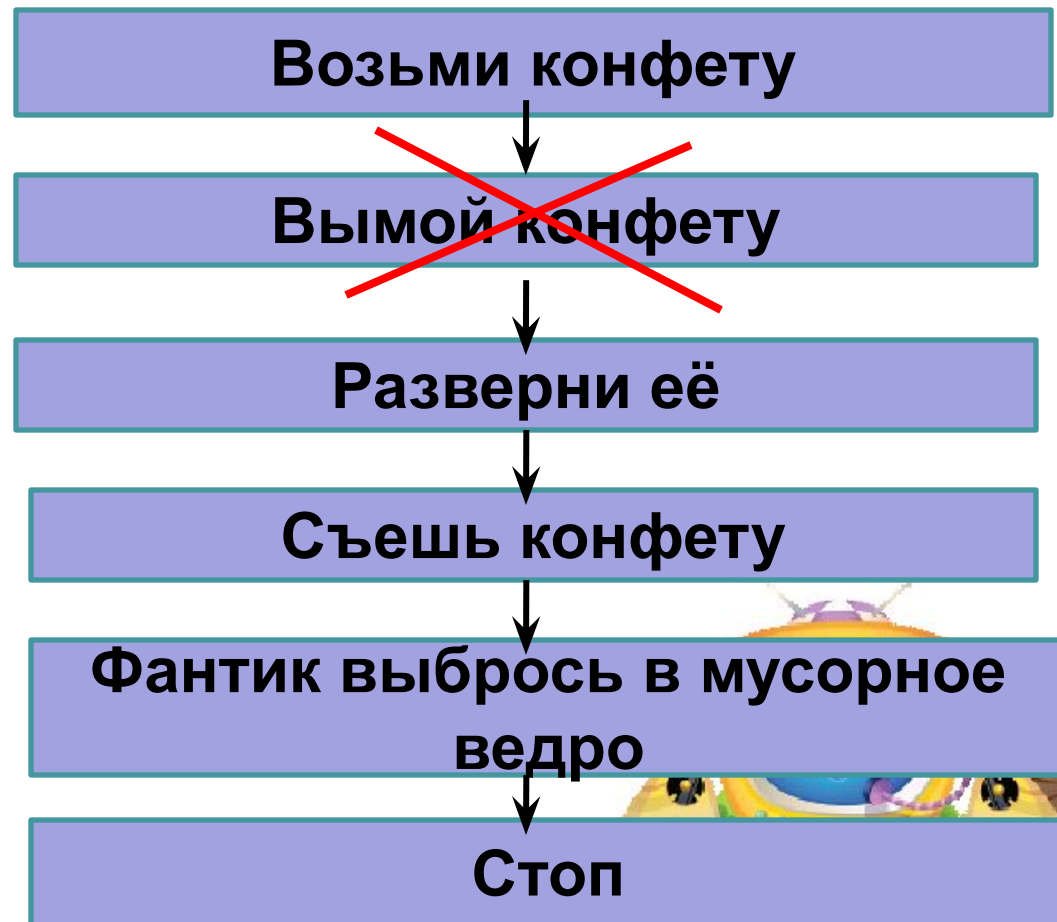 Возьми конфету
Вымой конфету
Разверни её
Съешь конфету
Фантик выбрось в мусорное
ведро
Стоп